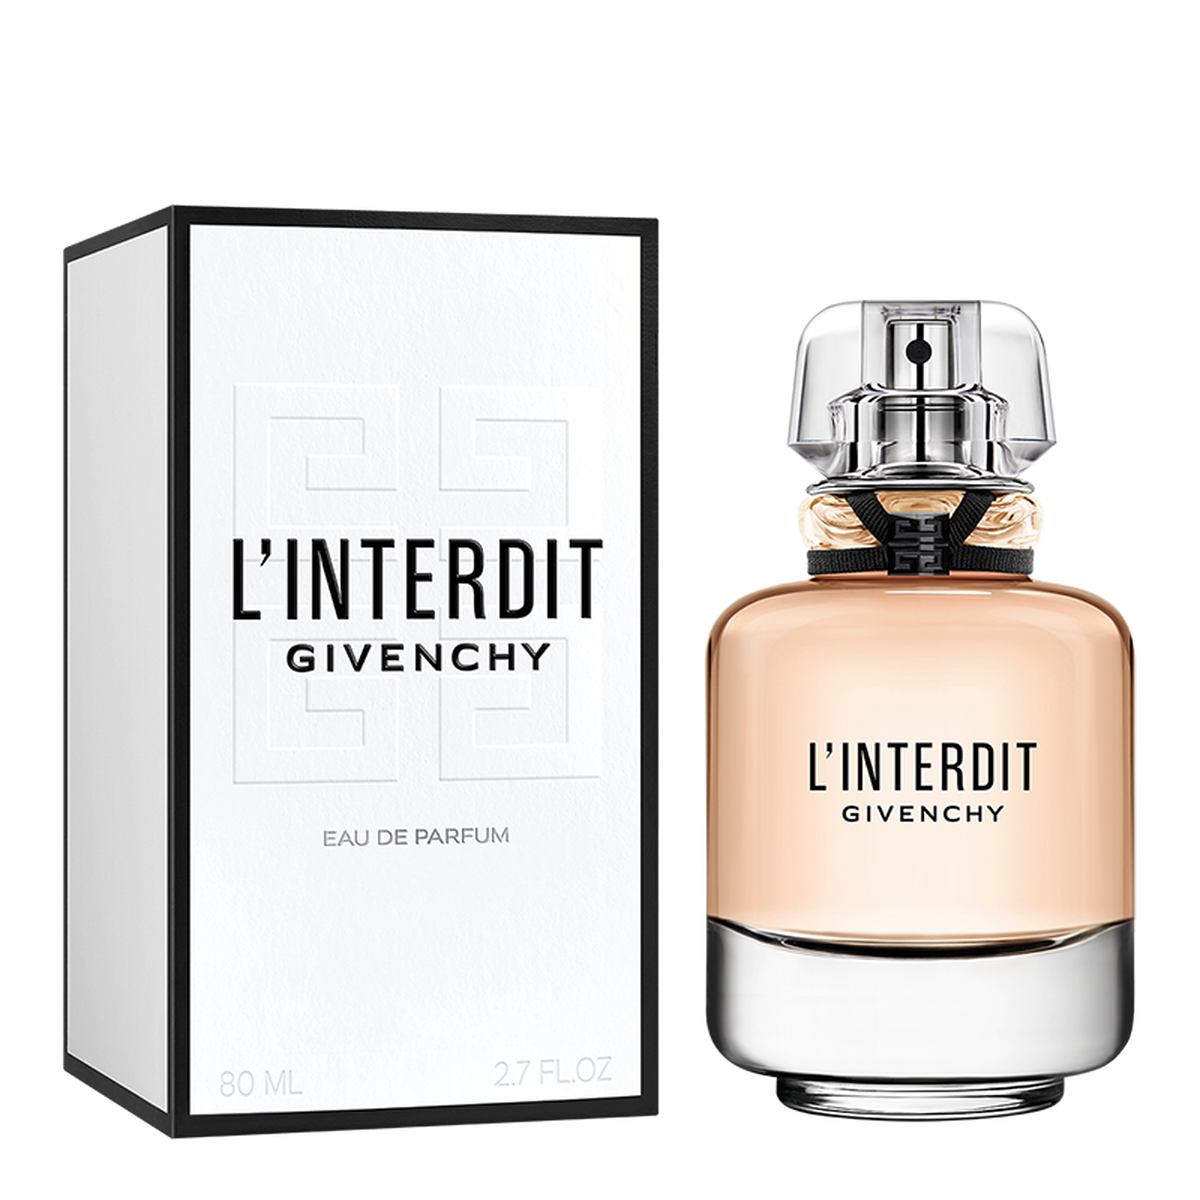 L'INTERDIT
GIVENCHY
EAU DE PARFUM
80 ML
2.7 FL.OZ
L'INTERDIT
GIVENCHY